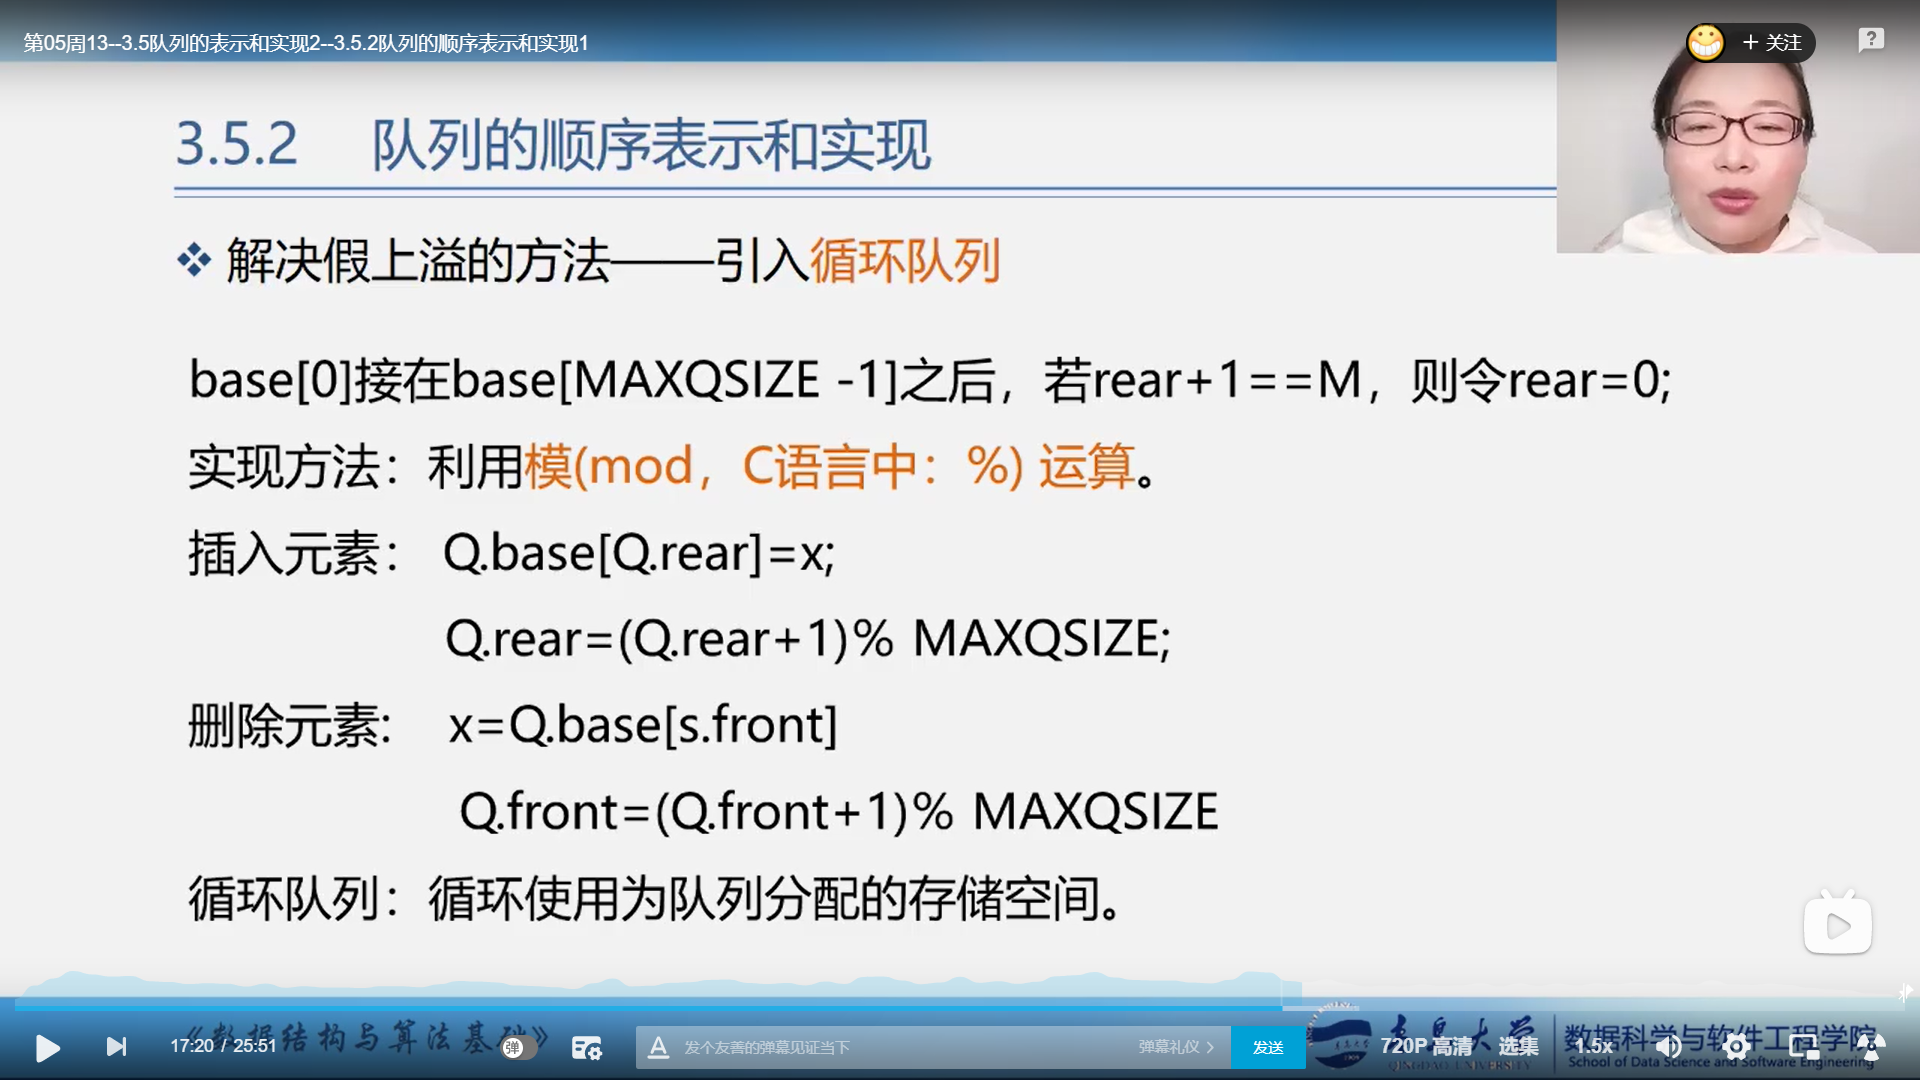 第05周13--3.5队列的表示和实现2--3.5.2队列的顺序表示和实现1
+ 关注
?
3.5.2 队列的顺序表示和实现
解决假上溢的方法——引入循环队列
base[0]接在base[MAXQSIZE -1]之后，若rear+1==M，则令rear=0;
实现方法：利用模(mod，C语言中：%) 运算。
插入元素： Q.base[Q.rear]=x;
Q.rear=(Q.rear+1)% MAXQSIZE;
删除元素: x=Q.base[s.front]
Q.front=(Q.front+1)% MAXQSIZE
循环队列：循环使用为队列分配的存储空间。
《数据结构与算法基础》
17:20 / 25:51
弹
发个友善的弹幕见证当下
弹幕礼仪 >
发送
青岛大学
QINGDAO UNIVERSITY
720P 高清
选集
1.5x
数据科学与软件工程学院
School of Data Science and Software Engineering